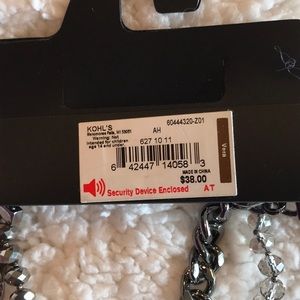 KOHL'S
60444320-Z01
Menomonee Falls, WI 53051
AH
Warning: Not
intended for children
age 14 and under.
627 10 11
6 42447 14058 3
MADE IN CHINA
$38.00
Security Device Enclosed AT